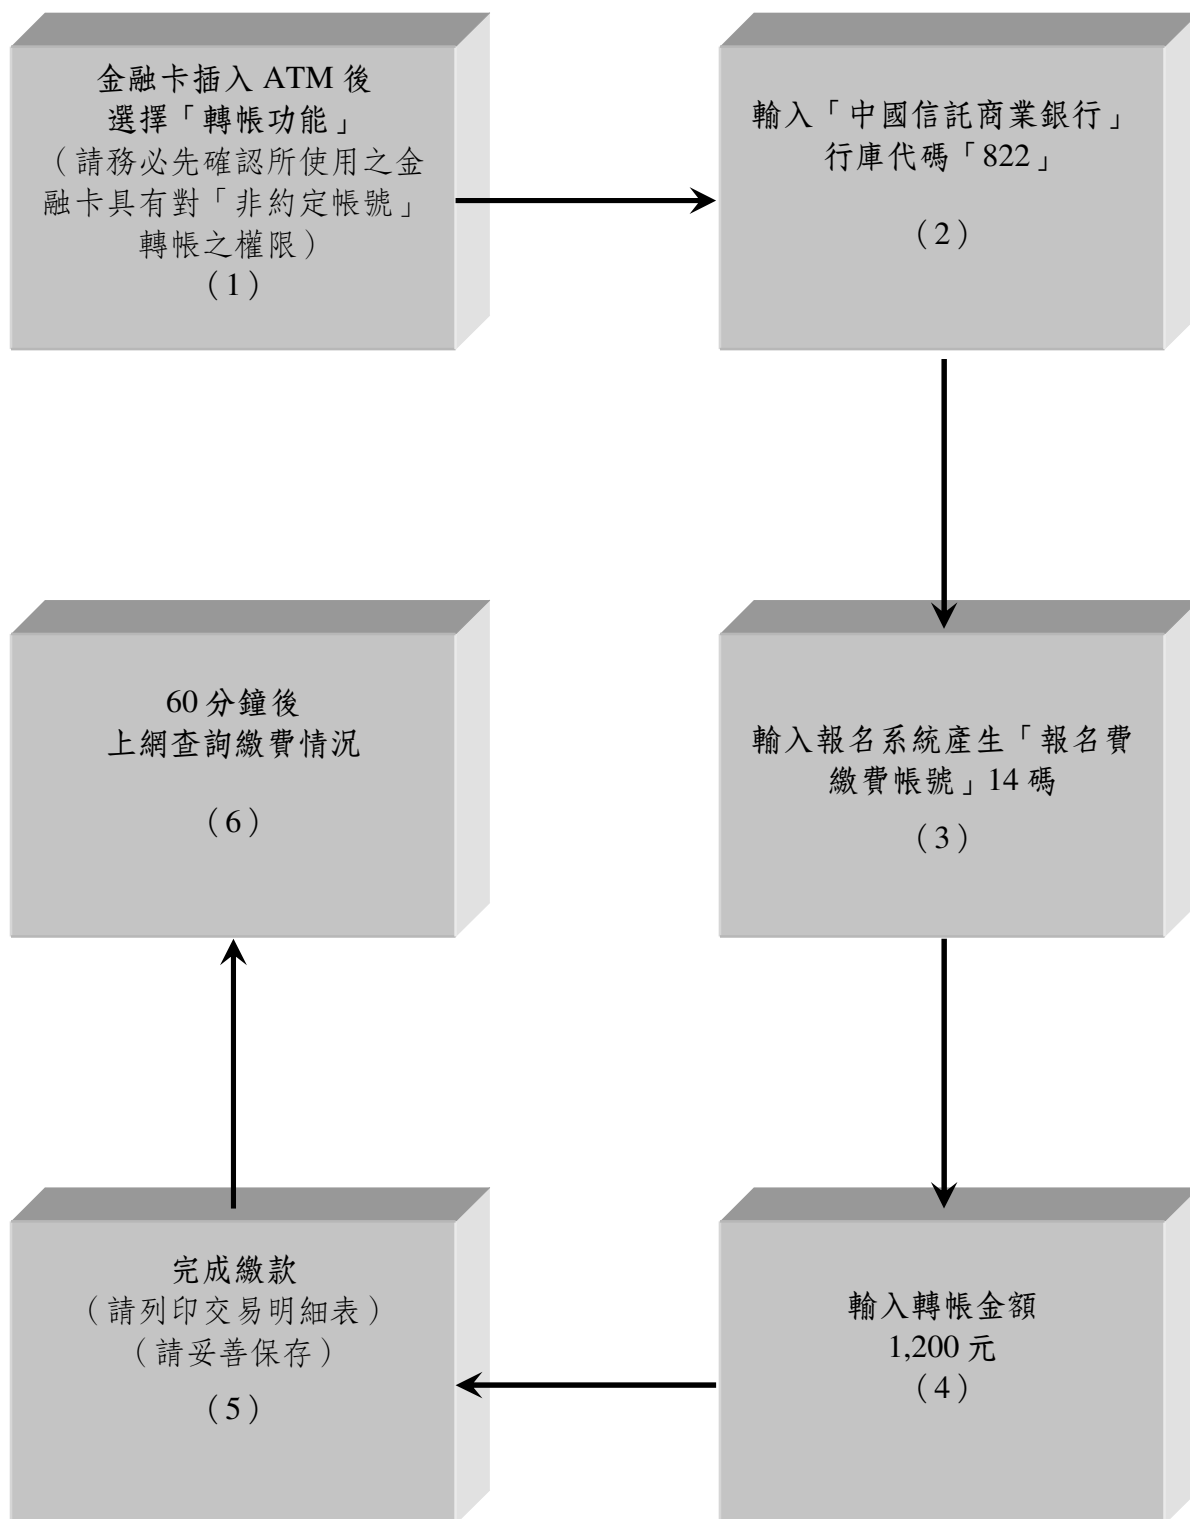 金融卡插入 ATM 後
選擇「轉帳功能」
（請務必先確認所使用之金
融卡具有對「非約定帳號」
轉帳之權限）
（1）
輸入「中國信託商業銀行」
行庫代碼「822」
（2）
輸入報名系統產生「報名費
繳費帳號」14 碼
（3）
輸入轉帳金額
1,200 元
（4）
完成繳款
（請列印交易明細表）
（請妥善保存）
（5）
60 分鐘後
上網查詢繳費情況
（6）